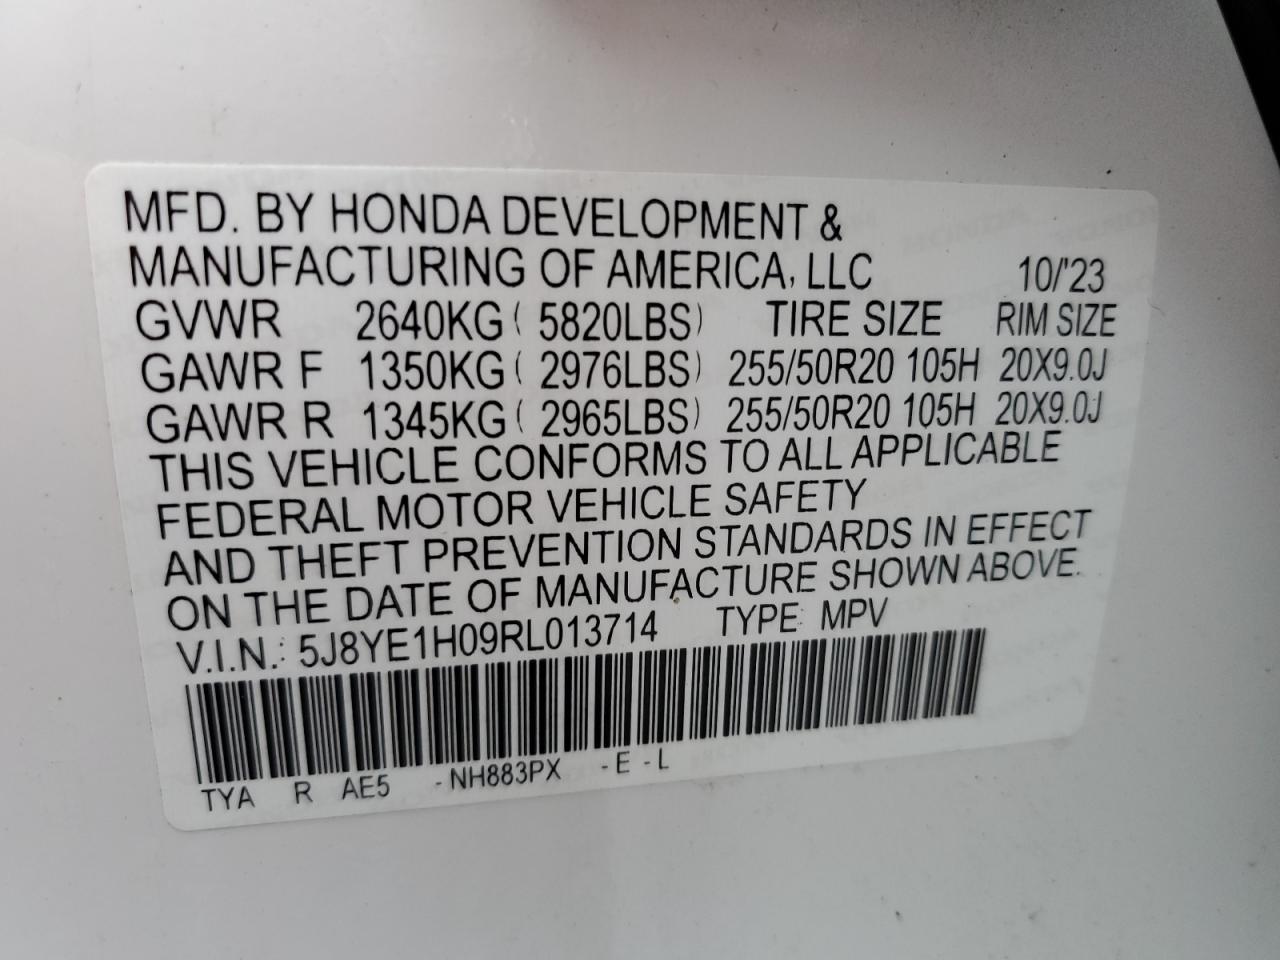 MFD. BY HONDA DEVELOPMENT &
MANUFACTURING OF AMERICA, LLC 10/'23
GVWR 2640KG ( 5820LBS) TIRE SIZE RIM SIZE
GAWR F 1350KG ( 2976LBS) 255/50R20 105H 20X9.0J
GAWR R 1345KG ( 2965LBS) 255/50R20 105H 20X9.0J
THIS VEHICLE CONFORMS TO ALL APPLICABLE
FEDERAL MOTOR VEHICLE SAFETY
AND THEFT PREVENTION STANDARDS IN EFFECT
ON THE DATE OF MANUFACTURE SHOWN ABOVE.
V.I.N.: 5J8YE1H09RL013714 TYPE: MPV
TYA R AE5 -NH883PX -E -L